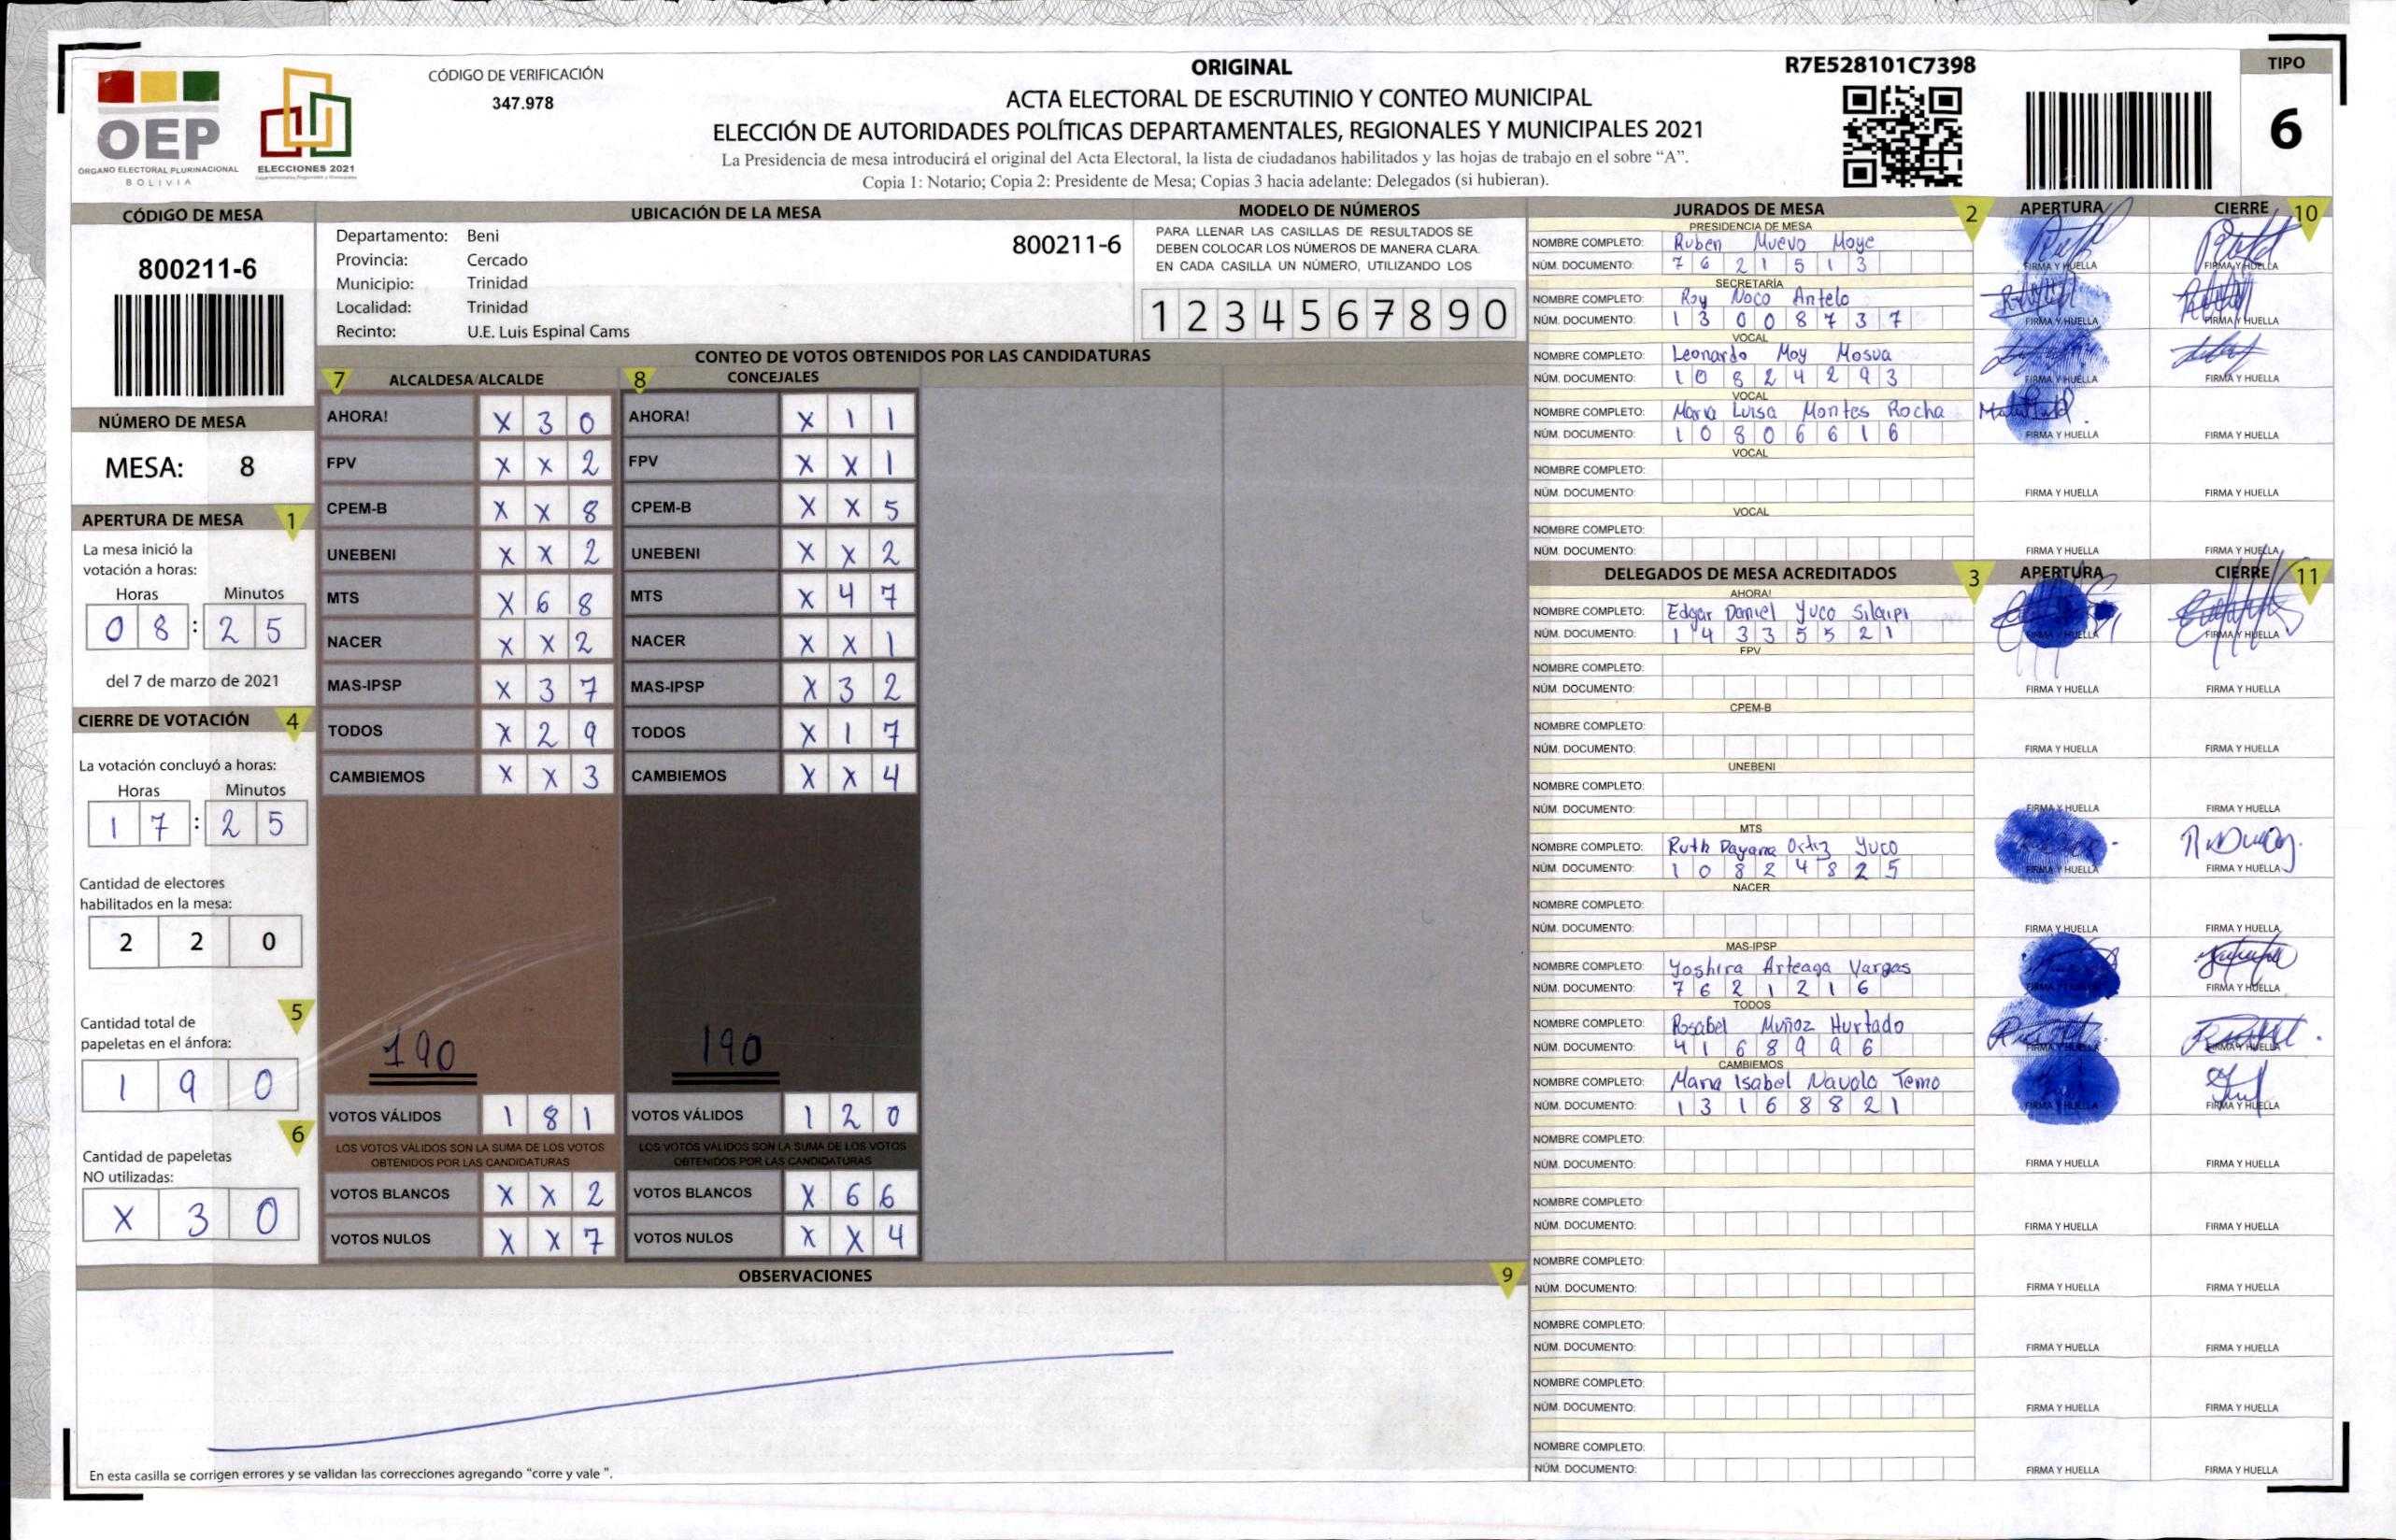 OEP
ÓRGANO ELECTORAL PLURINACIONAL
BOLIVIA
ELECCIONES 2021
CÓDIGO DE VERIFICACIÓN
347.978
ORIGINAL
ACTA ELECTORAL DE ESCRUTINIO Y CONTEO MUNICIPAL
ELECCIÓN DE AUTORIDADES POLÍTICAS DEPARTAMENTALES, REGIONALES Y MUNICIPALES 2021
La Presidencia de mesa introducirá el original del Acta Electoral, la lista de ciudadanos habilitados y las hojas de trabajo en el sobre “A”.
Copia 1: Notario; Copia 2: Presidente de Mesa; Copias 3 hacia adelante: Delegados (si hubieran).
R7E528101C7398
TIPO
6
CÓDIGO DE MESA
800211-6
NÚMERO DE MESA
MESA: 8
APERTURA DE MESA 1
La mesa inició la
votación a horas:
Horas Minutos
0 8 : 2 5
del 7 de marzo de 2021
CIERRE DE VOTACIÓN 4
La votación concluyó a horas:
Horas Minutos
1 7 : 2 5
Cantidad de electores
habilitados en la mesa:
2 2 0
5
Cantidad total de
papeletas en el ánfora:
1 9 0
6
Cantidad de papeletas
NO utilizadas:
X 3 0
UBICACIÓN DE LA MESA
Departamento: Beni
800211-6
Provincia: Cercado
Municipio: Trinidad
Localidad: Trinidad
Recinto: U.E. Luis Espinal Cams
MODELO DE NÚMEROS
PARA LLENAR LAS CASILLAS DE RESULTADOS SE
DEBEN COLOCAR LOS NÚMEROS DE MANERA CLARA.
EN CADA CASILLA UN NÚMERO, UTILIZANDO LOS
1 2 3 4 5 6 7 8 9 0
CONTEO DE VOTOS OBTENIDOS POR LAS CANDIDATURAS
7 ALCALDESA/ALCALDE 8 CONCEJALES
AHORA! X 3 0 AHORA! X 1 1
FPV X X 2 FPV X X 1
CPEM-B X X 8 CPEM-B X X 5
UNEBENI X X 2 UNEBENI X X 2
MTS X 6 8 MTS X 4 7
NACER X X 2 NACER X X 1
MAS-IPSP X 3 7 MAS-IPSP X 3 2
TODOS X 2 9 TODOS X 1 7
CAMBIEMOS X X 3 CAMBIEMOS X X 4
190 190
VOTOS VÁLIDOS 1 8 1 VOTOS VÁLIDOS 1 2 0
LOS VOTOS VÁLIDOS SON LA SUMA DE LOS VOTOS LOS VOTOS VÁLIDOS SON LA SUMA DE LOS VOTOS
OBTENIDOS POR LAS CANDIDATURAS OBTENIDOS POR LAS CANDIDATURAS
VOTOS BLANCOS X X 2 VOTOS BLANCOS X 6 6
VOTOS NULOS X X 7 VOTOS NULOS X X 4
OBSERVACIONES 9
En esta casilla se corrigen errores y se validan las correcciones agregando “corre y vale ”.
JURADOS DE MESA 2 APERTURA CIERRE 10
PRESIDENCIA DE MESA
NOMBRE COMPLETO: Ruben Muevo Moye
NÚM. DOCUMENTO: 7 6 2 1 5 1 3 FIRMA Y HUELLA FIRMA Y HUELLA
SECRETARÍA
NOMBRE COMPLETO: Roy Noco Antelo
NÚM. DOCUMENTO: 1 3 0 0 8 7 3 7 FIRMA Y HUELLA FIRMA Y HUELLA
VOCAL
NOMBRE COMPLETO: Leonardo Moy Mosua
NÚM. DOCUMENTO: 1 0 8 2 4 2 9 3 FIRMA Y HUELLA FIRMA Y HUELLA
VOCAL
NOMBRE COMPLETO: Maria Luisa Montes Rocha
NÚM. DOCUMENTO: 1 0 8 0 6 6 1 6 FIRMA Y HUELLA FIRMA Y HUELLA
VOCAL
NOMBRE COMPLETO:
NÚM. DOCUMENTO: FIRMA Y HUELLA FIRMA Y HUELLA
VOCAL
NOMBRE COMPLETO:
NÚM. DOCUMENTO: FIRMA Y HUELLA FIRMA Y HUELLA
DELEGADOS DE MESA ACREDITADOS 3 APERTURA CIERRE 11
AHORA!
NOMBRE COMPLETO: Edgar Daniel Yuco Silaipi
NÚM. DOCUMENTO: 1 4 3 3 5 5 2 1 FIRMA Y HUELLA FIRMA Y HUELLA
FPV
NOMBRE COMPLETO:
NÚM. DOCUMENTO: FIRMA Y HUELLA FIRMA Y HUELLA
CPEM-B
NOMBRE COMPLETO:
NÚM. DOCUMENTO: FIRMA Y HUELLA FIRMA Y HUELLA
UNEBENI
NOMBRE COMPLETO:
NÚM. DOCUMENTO: FIRMA Y HUELLA FIRMA Y HUELLA
MTS
NOMBRE COMPLETO: Ruth Dayana Ortiz Yuco
NÚM. DOCUMENTO: 1 0 8 2 4 8 2 5 FIRMA Y HUELLA FIRMA Y HUELLA
NACER
NOMBRE COMPLETO:
NÚM. DOCUMENTO: FIRMA Y HUELLA FIRMA Y HUELLA
MAS-IPSP
NOMBRE COMPLETO: Yoshira Arteaga Vargas
NÚM. DOCUMENTO: 7 6 2 1 2 1 6 FIRMA Y HUELLA FIRMA Y HUELLA
TODOS
NOMBRE COMPLETO: Rosabel Muñoz Hurtado
NÚM. DOCUMENTO: 4 1 6 8 9 9 6 FIRMA Y HUELLA FIRMA Y HUELLA
CAMBIEMOS
NOMBRE COMPLETO: Maria Isabel Navala Temo
NÚM. DOCUMENTO: 1 3 1 6 8 8 2 1 FIRMA Y HUELLA FIRMA Y HUELLA
NOMBRE COMPLETO:
NÚM. DOCUMENTO: FIRMA Y HUELLA FIRMA Y HUELLA
NOMBRE COMPLETO:
NÚM. DOCUMENTO: FIRMA Y HUELLA FIRMA Y HUELLA
NOMBRE COMPLETO:
NÚM. DOCUMENTO: FIRMA Y HUELLA FIRMA Y HUELLA
NOMBRE COMPLETO:
NÚM. DOCUMENTO: FIRMA Y HUELLA FIRMA Y HUELLA
NOMBRE COMPLETO:
NÚM. DOCUMENTO: FIRMA Y HUELLA FIRMA Y HUELLA
NOMBRE COMPLETO:
NÚM. DOCUMENTO: FIRMA Y HUELLA FIRMA Y HUELLA